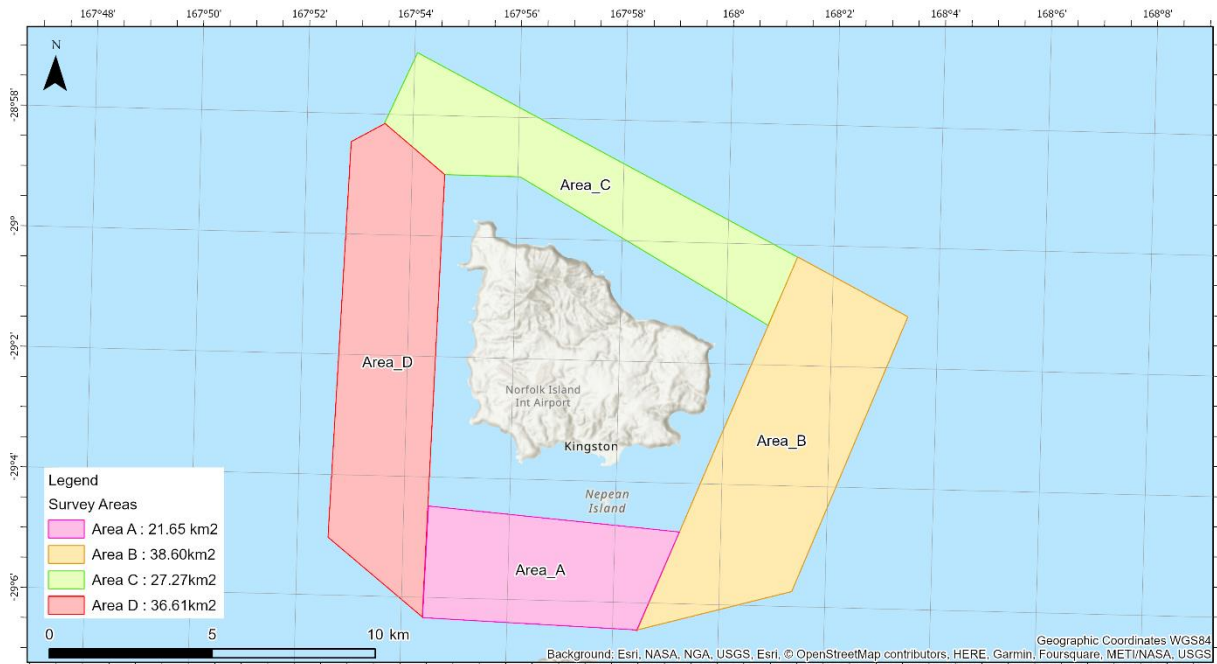 167°48' 167°50' 167°52' 167°54' 167°56' 167°58' 168° 168°2' 168°4' 168°6' 168°8'
N
-28°58'
Area_C
-29°
-29°2'
Area_D
Norfolk Island
Int Airport
Area_B
Kingston
-29°4'
Legend
Nepean
Island
Survey Areas
Area A : 21.65 km2
Area B : 38.60km2
Area_A
Area C : 27.27km2
-29°6'
Area D : 36.61km2
0 5 10 km
Geographic Coordinates WGS84
Background: Esri, NASA, NGA, USGS, Esri, © OpenStreetMap contributors, HERE, Garmin, Foursquare, METI/NASA, USGS